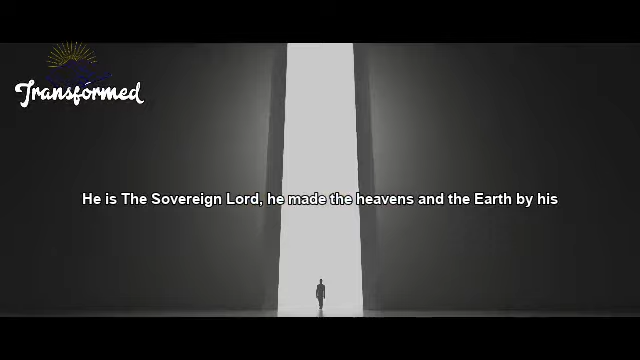 Transformed
He is The Sovereign Lord, he made the heavens and the Earth by his